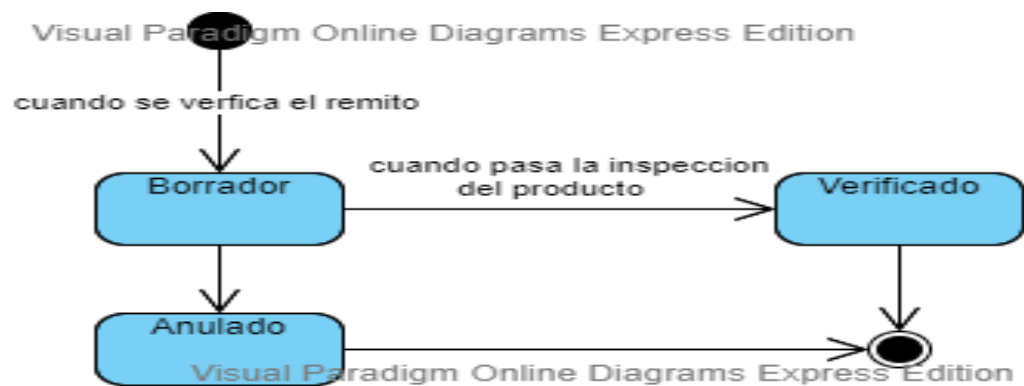 Visual Paradigm Online Diagrams Express Edition
cuando se verfica el remito
Borrador
cuando pasa la inspeccion
del producto
Verificado
Anulado
Visual Paradigm Online Diagrams Express Edition